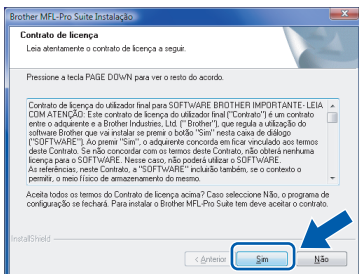 Brother MFL-Pro Suite Instalação
Contrato de licença
Leia atentamente o contrato de licença a seguir.
Pressione a tecla PAGE DOWN para ver o resto do acordo.
Contrato de licença do utilizador final para SOFTWARE BROTHER IMPORTANTE- LEIA
COM ATENÇÃO: Este contrato de licença do utilizador final ("Contrato") é um contrato
entre o adquirente e a Brother Industries, Ltd. (" Brother"), que regula a utilização do
software Brother que vai instalar se premir o botão "Sim" nesta caixa de diálogo
("SOFTWARE"). Ao premir "Sim", o adquirente concorda em ficar vinculado aos termos
deste Contrato. Se não concordar com os termos deste Contrato, não obterá nenhuma
licença para o SOFTWARE. Nesse caso, não poderá utilizar o SOFTWARE.
As referências, neste Contrato, a "SOFTWARE" incluirão também, se o contexto o
permitir, o meio físico de armazenamento do mesmo.
Aceita todos os termos do Contrato de licença acima? Caso seleccione Não, o programa de
configuração se fechará. Para instalar o Brother MFL-Pro Suite tem deve aceitar o contrato.
InstallShield
< Anterior
Sim
Não